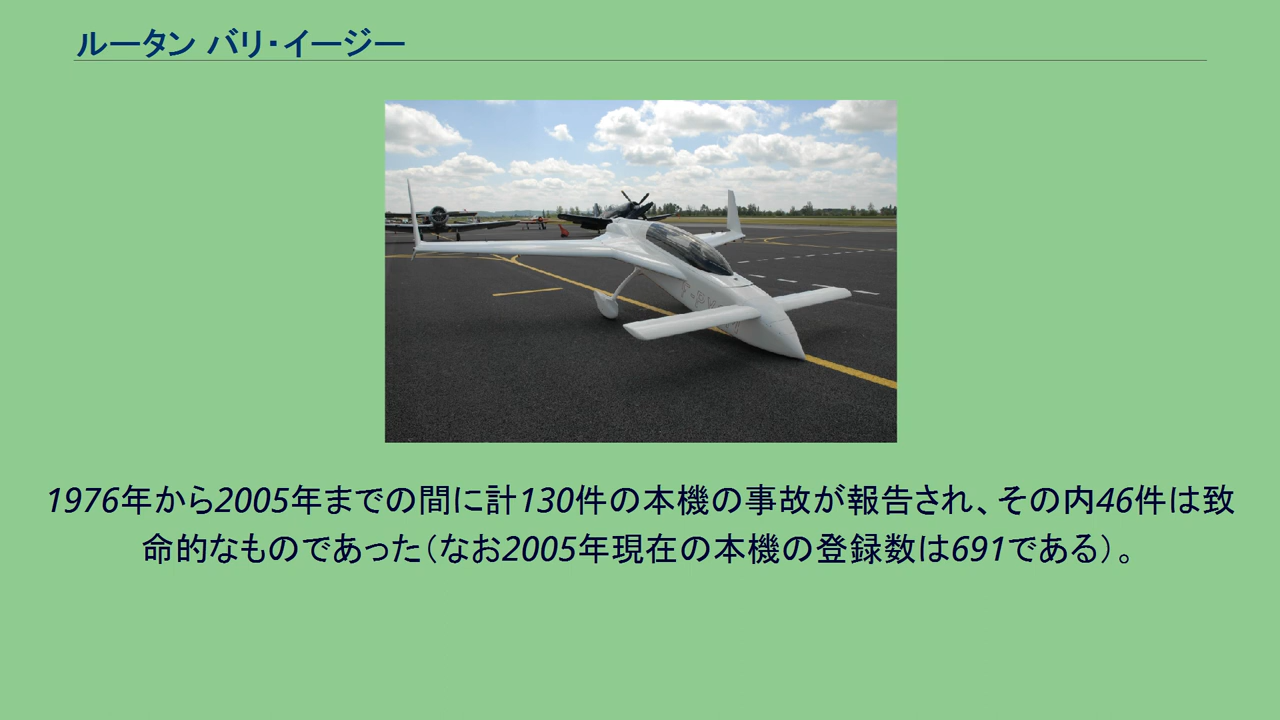 ルータン バリ・イージー
1976年から2005年までの間に計130件の本機の事故が報告され、その内46件は致
命的なものであった（なお2005年現在の本機の登録数は691である）。